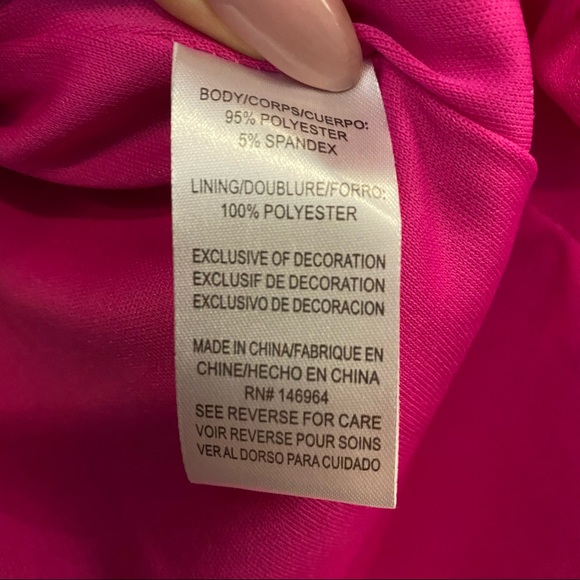 BODY/CORPS/CUERPO:
95% POLYESTER
5% SPANDEX
LINING/DOUBLURE/FORRO:
100% POLYESTER
EXCLUSIVE OF DECORATION
EXCLUSIF DE DECORATION
EXCLUSIVO DE DECORACION
MADE IN CHINA/FABRIQUE EN
CHINE/HECHO EN CHINA
RN# 146964
SEE REVERSE FOR CARE
VOIR REVERSE POUR SOINS
VER AL DORSO PARA CUIDADO